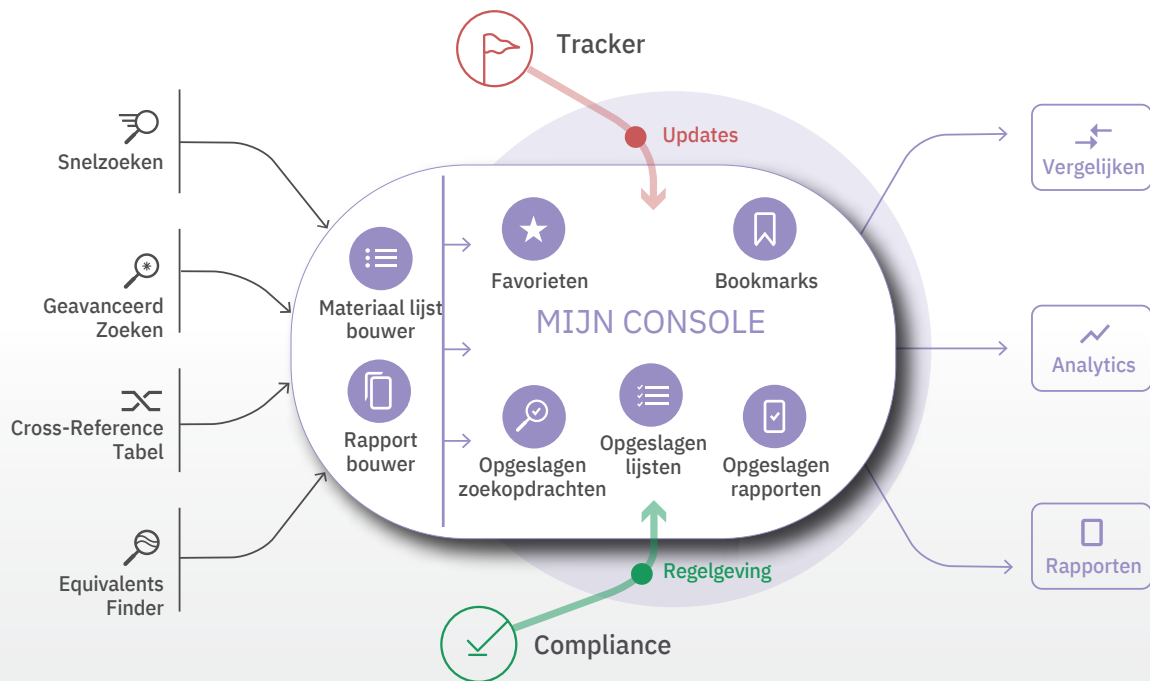 Tracker
Updates
Snelzoeken
Geavanceerd
Zoeken
Cross-Reference
Tabel
Equivalents
Finder
Materiaal lijst
bouwer
Rapport
bouwer
Favorieten
Bookmarks
MIJN CONSOLE
Opgeslagen
zoekopdrachten
Opgeslagen
lijsten
Opgeslagen
rapporten
Regelgeving
Compliance
Vergelijken
Analytics
Rapporten